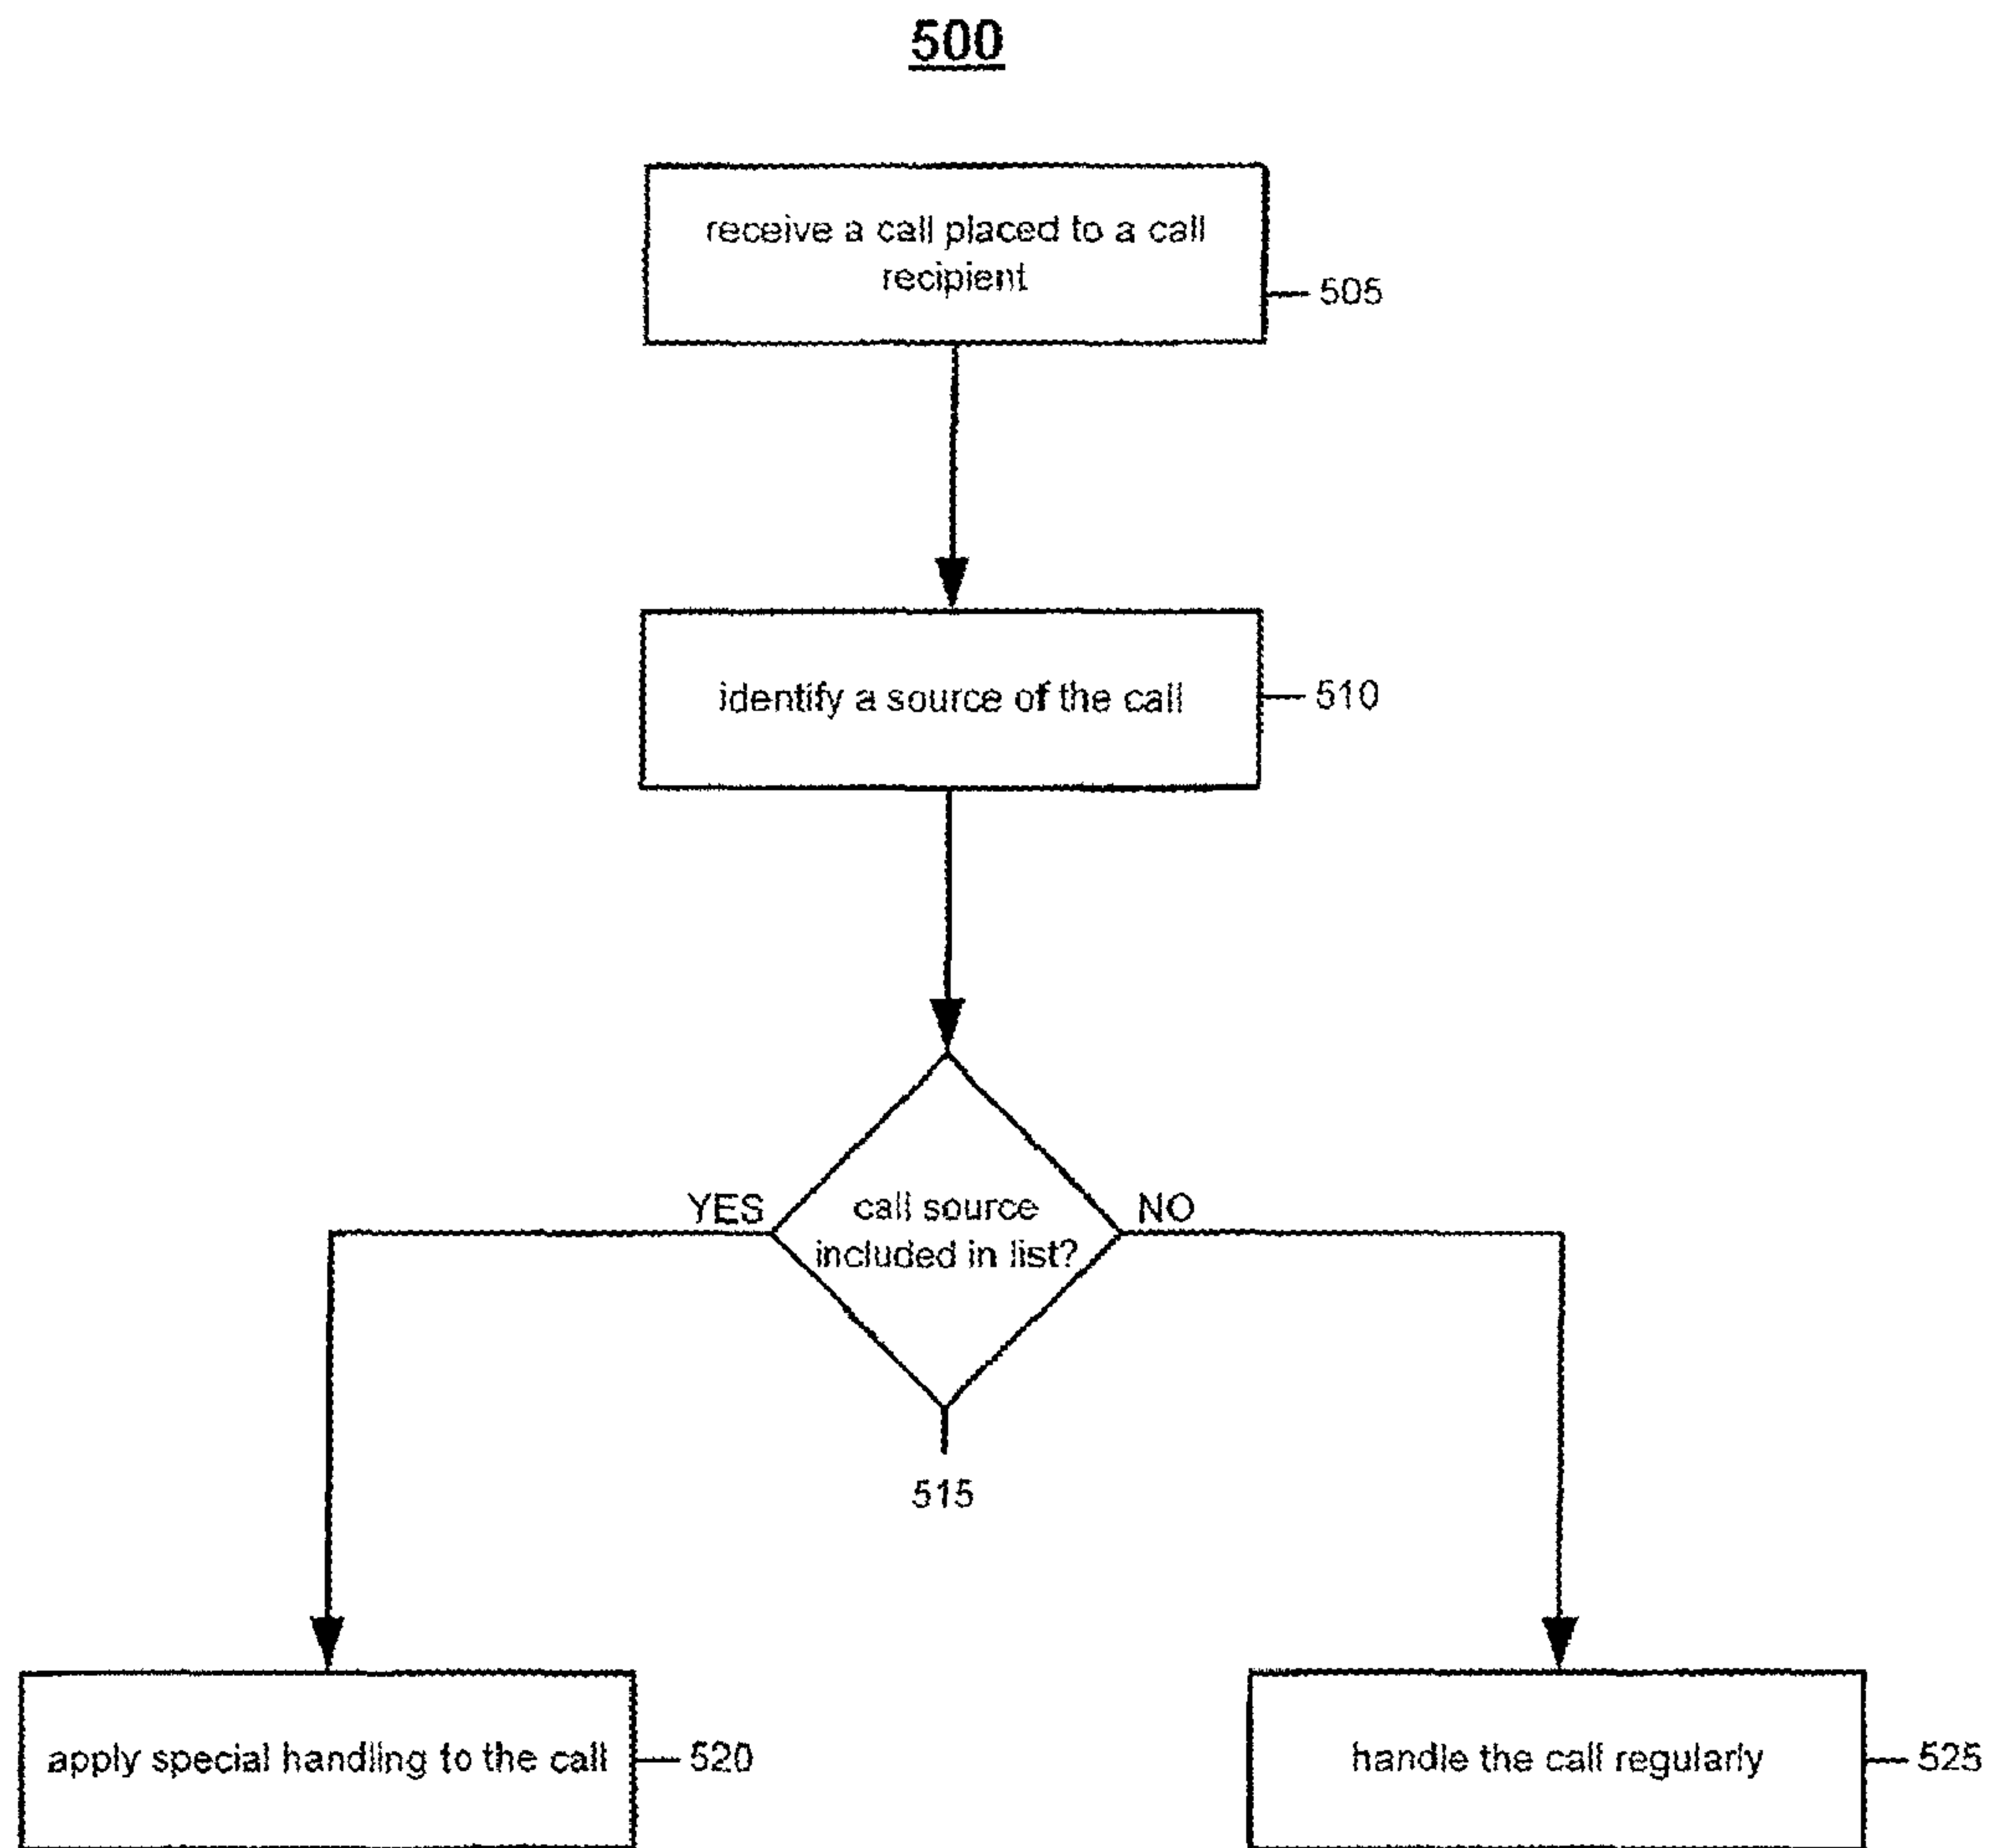 500
receive a call placed to a call
recipient
505
identify a source of the call
510
YES
call source
included in list?
NO
515
apply special handling to the call
520
handle the call regularly
525